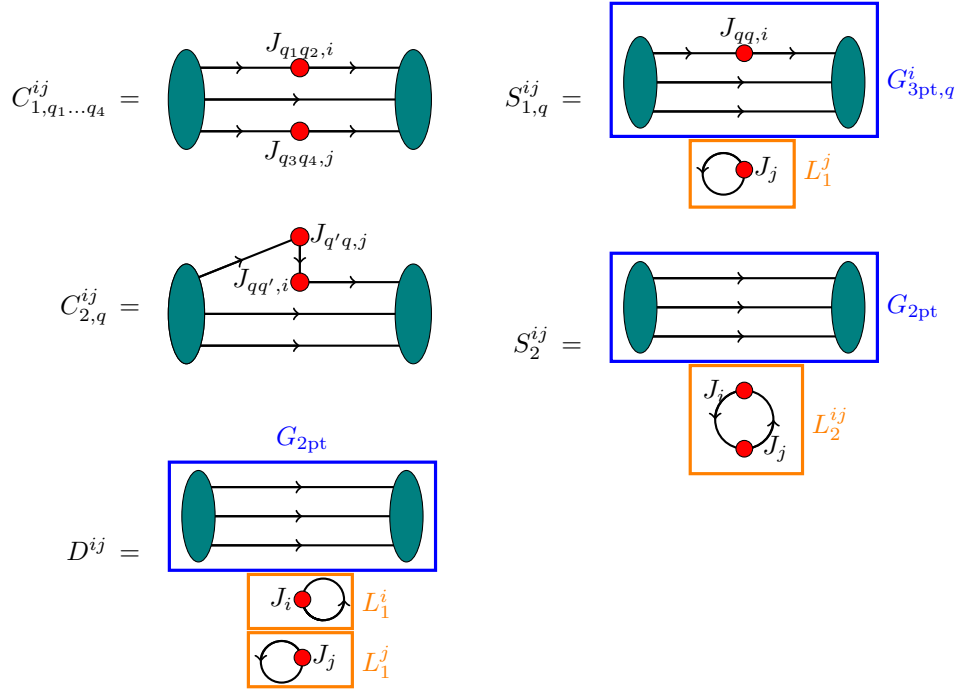 J_{q_1q_2,i}
C^{ij}_{1,q_1...q_4} =
J_{q_3q_4,j}
J_{qq,i}
S^{ij}_{1,q} =
G^i_{3pt,q}
J_j
L^j_1
J_{q'q,j}
J_{qq',i}
C^{ij}_{2,q} =
G_{2pt}
S^{ij}_2 =
J_i
L^{ij}_2
J_j
G_{2pt}
D^{ij} =
J_i
L^i_1
J_j
L^j_1